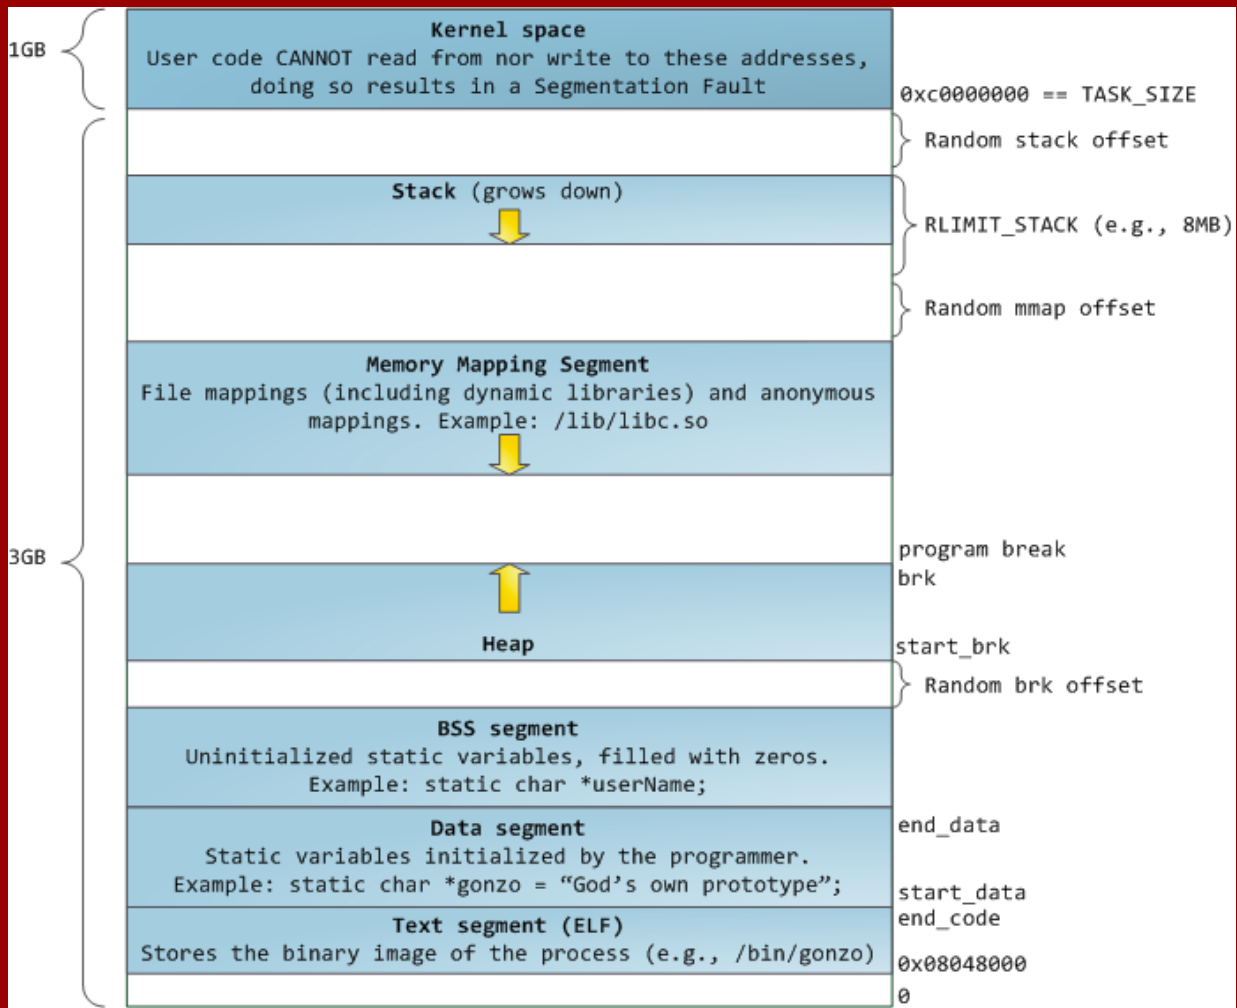 1GB
Kernel space
User code CANNOT read from nor write to these addresses,
doing so results in a Segmentation Fault
0xc0000000 == TASK_SIZE
Random stack offset
Stack (grows down)
RLIMIT_STACK (e.g., 8MB)
Random mmap offset
Memory Mapping Segment
File mappings (including dynamic libraries) and anonymous
mappings. Example: /lib/libc.so
3GB
program break
brk
Heap
start_brk
Random brk offset
BSS segment
Uninitialized static variables, filled with zeros.
Example: static char *userName;
end_data
Data segment
Static variables initialized by the programmer.
Example: static char *gonzo = “God’s own prototype”;
start_data
end_code
Text segment (ELF)
Stores the binary image of the process (e.g., /bin/gonzo)
0x08048000
0